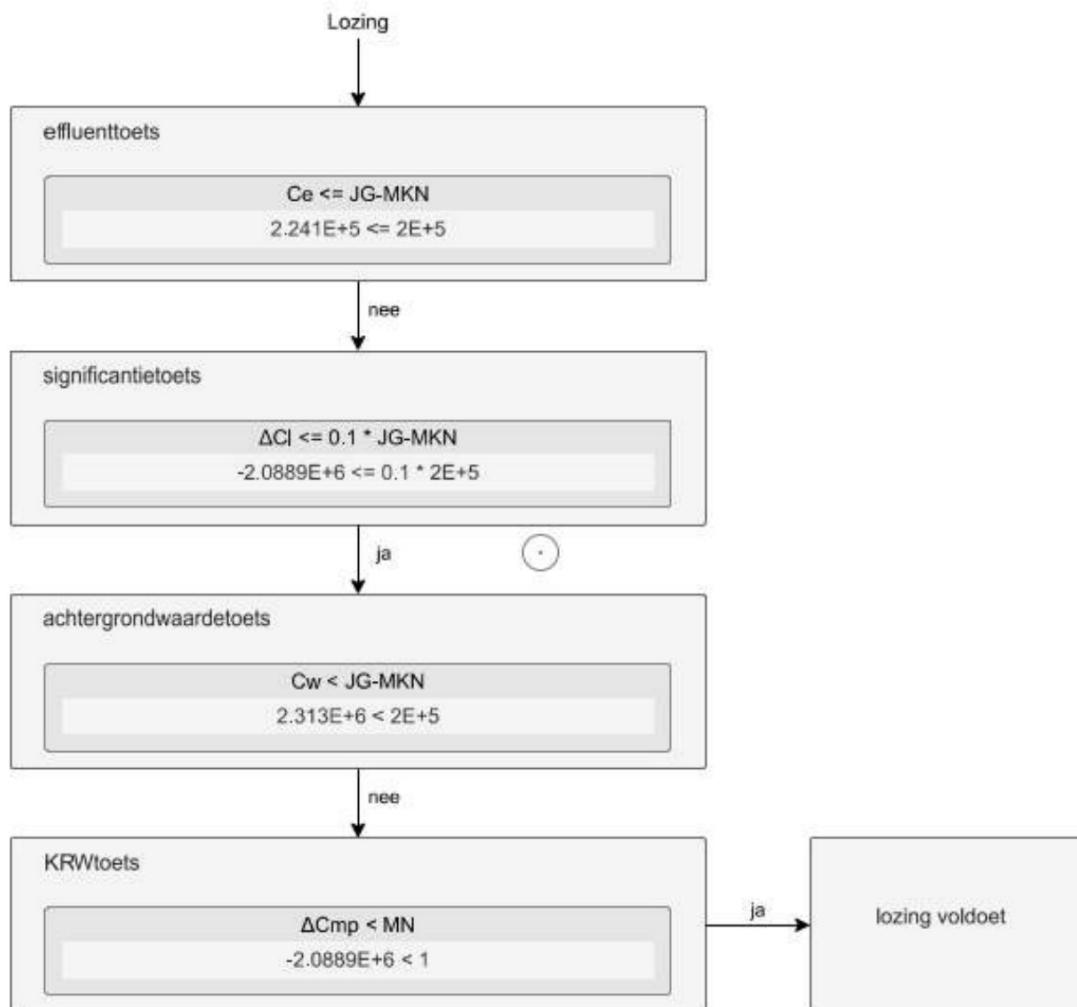 Lozing
effluenttoets
Ce <= JG-MKN
2.241E+5 <= 2E+5
nee
significantietoets
ΔCl <= 0.1 * JG-MKN
-2.0889E+6 <= 0.1 * 2E+5
ja
achtergrondwaardetoets
Cw < JG-MKN
2.313E+6 < 2E+5
nee
KRWtoets
ΔCmp < MN
-2.0889E+6 < 1
ja
lozing voldoet